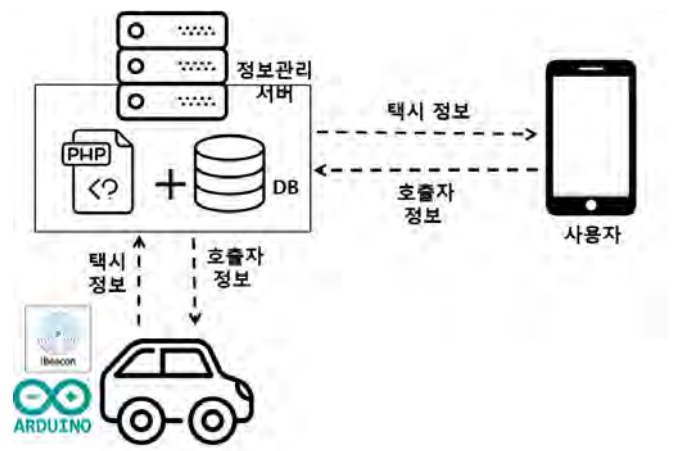 정보관리
서버
PHP
<?
+
DB
택시 정보
호출자
정보
사용자
택시
정보
호출자
정보
iBeacon
ARDUINO